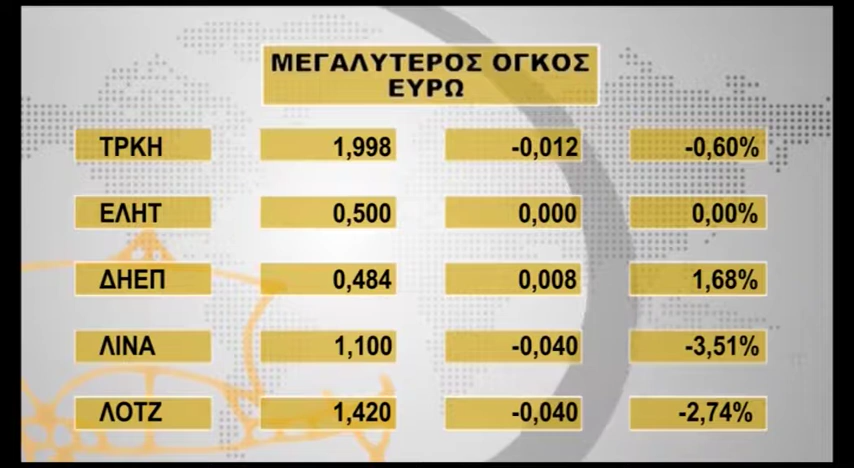 ΜΕΓΑΛΥΤΕΡΟΣ ΟΓΚΟΣ
ΕΥΡΩ
ΤΡΚΗ 1,998 -0,012 -0,60%
ΕΛΗΤ 0,500 0,000 0,00%
ΔΗΕΠ 0,484 0,008 1,68%
ΛΙΝΑ 1,100 -0,040 -3,51%
ΛΟΤΖ 1,420 -0,040 -2,74%